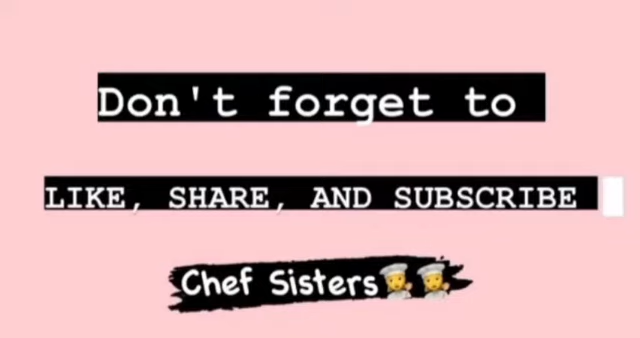 Don't forget to
LIKE, SHARE, AND SUBSCRIBE
Chef Sisters👩‍🍳👩‍🍳